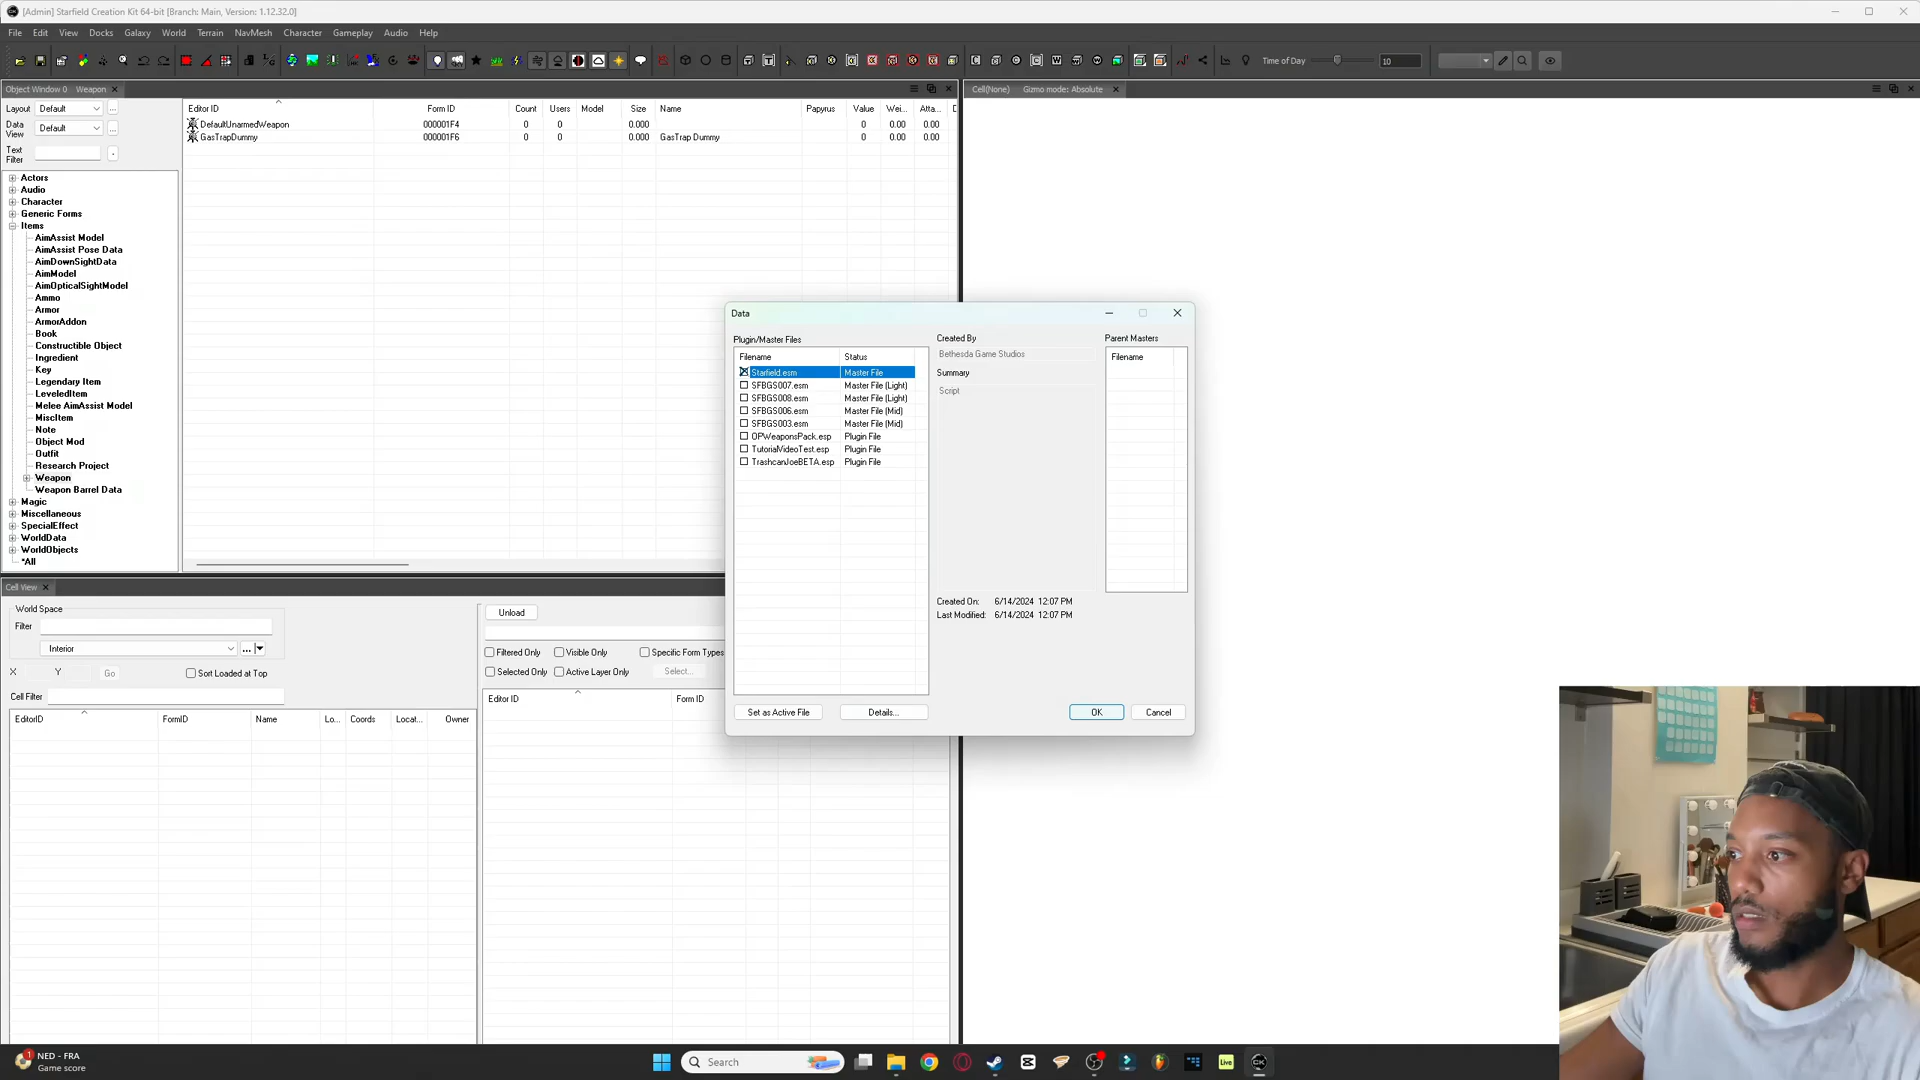 [Admin] Starfield Creation Kit 64-bit [Branch: Main, Version: 1.12.32.0]
File Edit View Docks Galaxy World Terrain NavMesh Character Gameplay Audio Help
Time of Day 10
Object Window 0 Weapon
Cell(None) Gizmo mode: Absolute
Layout Default ...
Data View Default ...
Text Filter
Editor ID Form ID Count Users Model Size Name Papyrus Value Wei... Atta... D
DefaultUnarmedWeapon 000001F4 0 0 0.000 0 0.00 0.00
GasTrapDummy 000001F6 0 0 0.000 GasTrap Dummy 0 0.00 0.00
Actors
Audio
Character
Generic Forms
Items
AimAssist Model
AimAssist Pose Data
AimDownSightData
AimModel
AimOpticalSightModel
Ammo
Armor
ArmorAddon
Book
Constructible Object
Ingredient
Key
Legendary Item
LeveledItem
Melee AimAssist Model
MiscItem
Note
Object Mod
Outfit
Research Project
Weapon
Weapon Barrel Data
Magic
Miscellaneous
SpecialEffect
WorldData
WorldObjects
*All
Data
Plugin/Master Files
Filename Status
Starfield.esm Master File
SFBGS007.esm Master File (Light)
SFBGS008.esm Master File (Light)
SFBGS006.esm Master File (Mid)
SFBGS003.esm Master File (Mid)
OPWeaponsPack.esp Plugin File
TutorialVideoTest.esp Plugin File
TrashcanJoeBETA.esp Plugin File
Created By
Bethesda Game Studios
Summary
Script
Parent Masters
Filename
Created On: 6/14/2024 12:07 PM
Last Modified: 6/14/2024 12:07 PM
Set as Active File Details... OK Cancel
Cell View
World Space
Filter
Interior ...
X Y Go Sort Loaded at Top
Cell Filter
EditorID FormID Name Lo... Coords Locat... Owner
Unload
Filtered Only Visible Only Specific Form Types
Selected Only Active Layer Only Select...
Editor ID Form ID
1 NED - FRA
Game score
Search
Live
CK